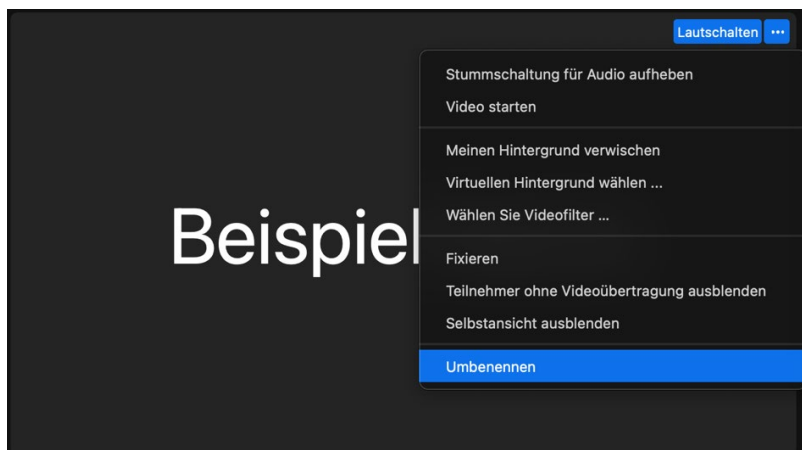 Lautschalten ...
Stummschaltung für Audio aufheben
Video starten
Meinen Hintergrund verwischen
Virtuellen Hintergrund wählen ...
Wählen Sie Videofilter ...
Beispiel
Fixieren
Teilnehmer ohne Videoübertragung ausblenden
Selbstansicht ausblenden
Umbenennen